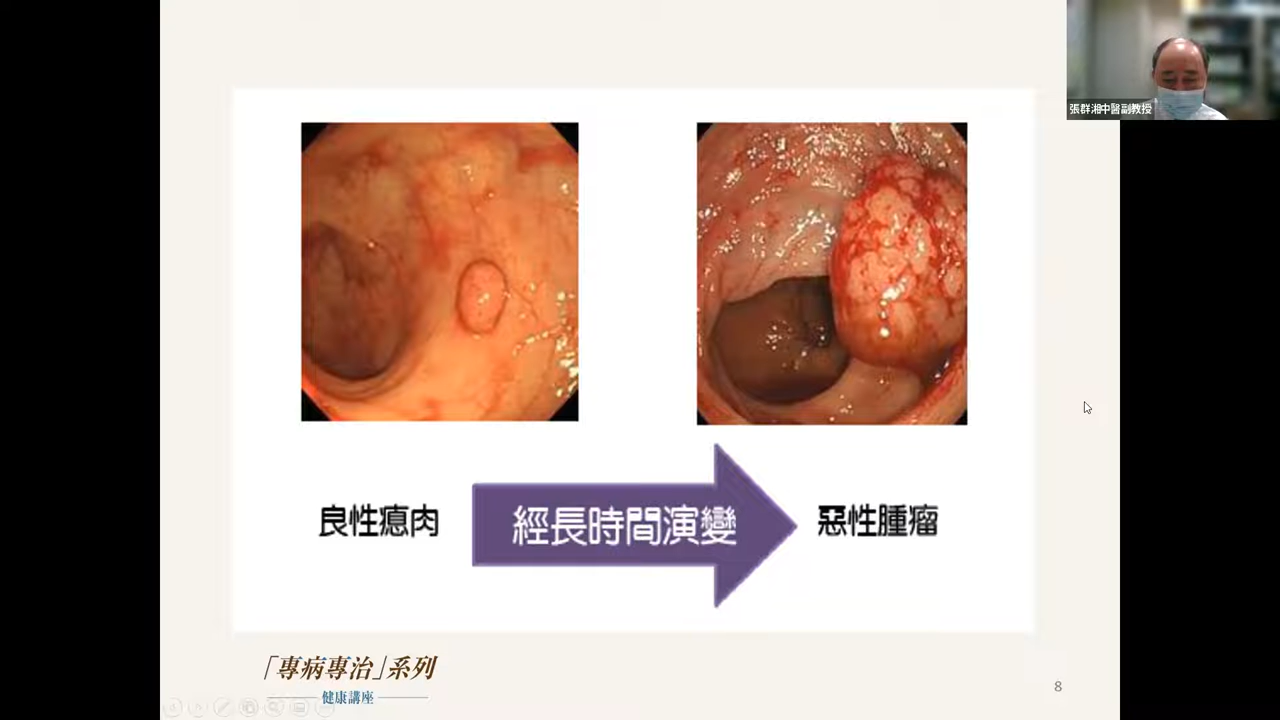 張群湘中醫副教授
良性瘜肉
經長時間演變
惡性腫瘤
「專病專治」系列
健康講座
8